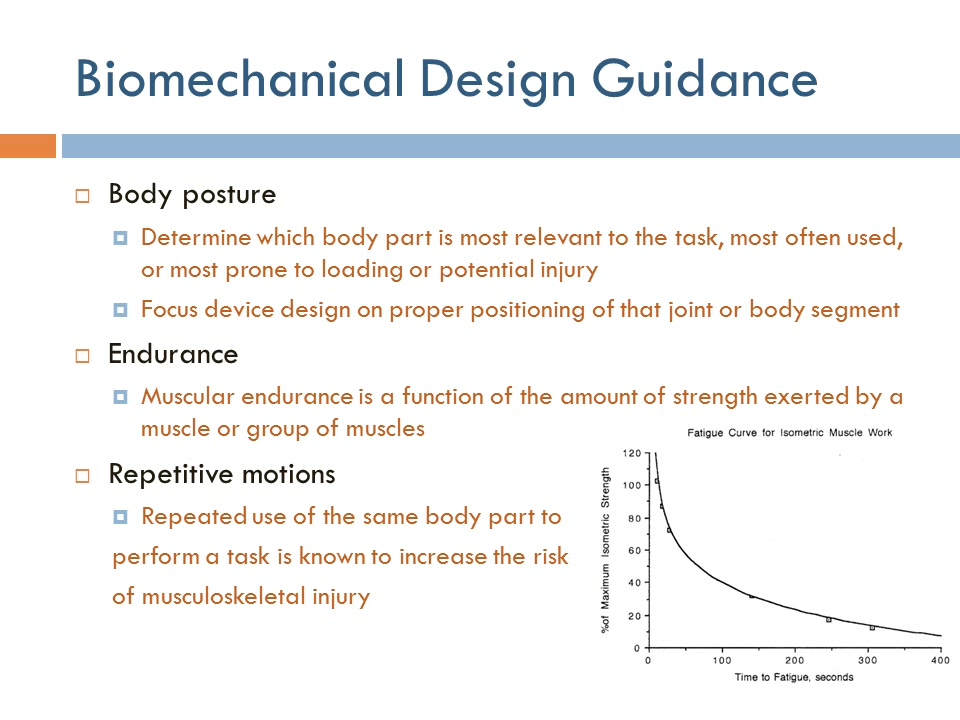 Biomechanical Design Guidance
Body posture
Determine which body part is most relevant to the task, most often used,
or most prone to loading or potential injury
Focus device design on proper positioning of that joint or body segment
Endurance
Muscular endurance is a function of the amount of strength exerted by a
muscle or group of muscles
Repetitive motions
Repeated use of the same body part to
perform a task is known to increase the risk
of musculoskeletal injury
Fatigue Curve for Isometric Muscle Work
%of Maximum Isometric Strength
120
100
80
60
40
20
0
0 100 200 300 400
Time to Fatigue, seconds